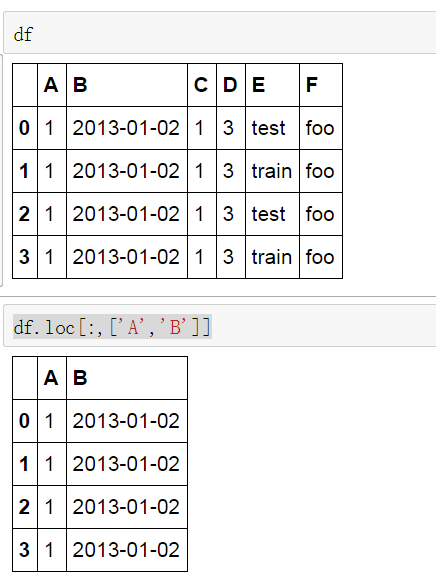 df
A B C D E F
0 1 2013-01-02 1 3 test foo
1 1 2013-01-02 1 3 train foo
2 1 2013-01-02 1 3 test foo
3 1 2013-01-02 1 3 train foo
df.loc[:,['A','B']]
A B
0 1 2013-01-02
1 1 2013-01-02
2 1 2013-01-02
3 1 2013-01-02